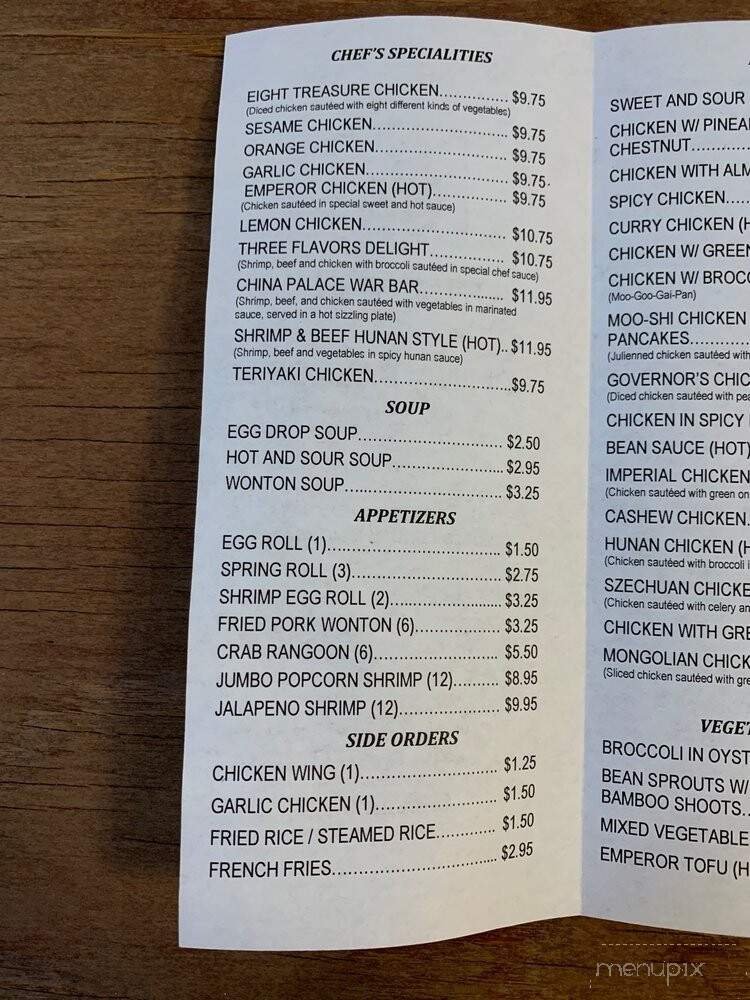 CHEF'S SPECIALITIES
EIGHT TREASURE CHICKEN............... $9.75
(Diced chicken sautéed with eight different kinds of vegetables)
SESAME CHICKEN............................... $9.75
ORANGE CHICKEN............................... $9.75
GARLIC CHICKEN................................. $9.75.
EMPEROR CHICKEN (HOT)................ $9.75
(Chicken sautéed in special sweet and hot sauce)
LEMON CHICKEN................................. $10.75
THREE FLAVORS DELIGHT................ $10.75
(Shrimp, beef and chicken with broccoli sautéed in special chef sauce)
CHINA PALACE WAR BAR.................... $11.95
(Shrimp, beef, and chicken sautéed with vegetables in marinated
sauce, served in a hot sizzling plate)
SHRIMP & BEEF HUNAN STYLE (HOT).. $11.95
(Shrimp, beef and vegetables in spicy hunan sauce)
TERIYAKI CHICKEN...............................$9.75
SOUP
EGG DROP SOUP................................. $2.50
HOT AND SOUR SOUP......................... $2.95
WONTON SOUP.................................... $3.25
APPETIZERS
EGG ROLL (1)........................................ $1.50
SPRING ROLL (3)................................... $2.75
SHRIMP EGG ROLL (2)......................... $3.25
FRIED PORK WONTON (6)................... $3.25
CRAB RANGOON (6)............................. $5.50
JUMBO POPCORN SHRIMP (12).......... $8.95
JALAPENO SHRIMP (12)....................... $9.95
SIDE ORDERS
CHICKEN WING (1)............................... $1.25
GARLIC CHICKEN (1)............................ $1.50
FRIED RICE / STEAMED RICE............. $1.50
FRENCH FRIES...................................... $2.95
SWEET AND SOUR
CHICKEN W/
CHESTNUT
CHICKEN WITH
SPICY CHICKEN
CURRY CHICKEN
CHICKEN W/ GREEN
CHICKEN W/
(Moo-Goo-Gai-Pan)
MOO-SHI CHICKEN
PANCAKES
(Julienned chicken sautéed with
GOVERNOR'S
(Diced chicken sautéed with
CHICKEN IN SPICY
BEAN SAUCE (HOT)
IMPERIAL CHICKEN
(Chicken sautéed with green
CASHEW CHICKEN
HUNAN CHICKEN
(Chicken sautéed with broccoli
SZECHUAN
(Chicken sautéed with celery
CHICKEN WITH
MONGOLIAN
(Sliced chicken sautéed with
BROCCOLI IN
BEAN SPROUTS W/
BAMBOO SHOOTS
MIXED VEGETABLE
EMPEROR TOFU
menupix